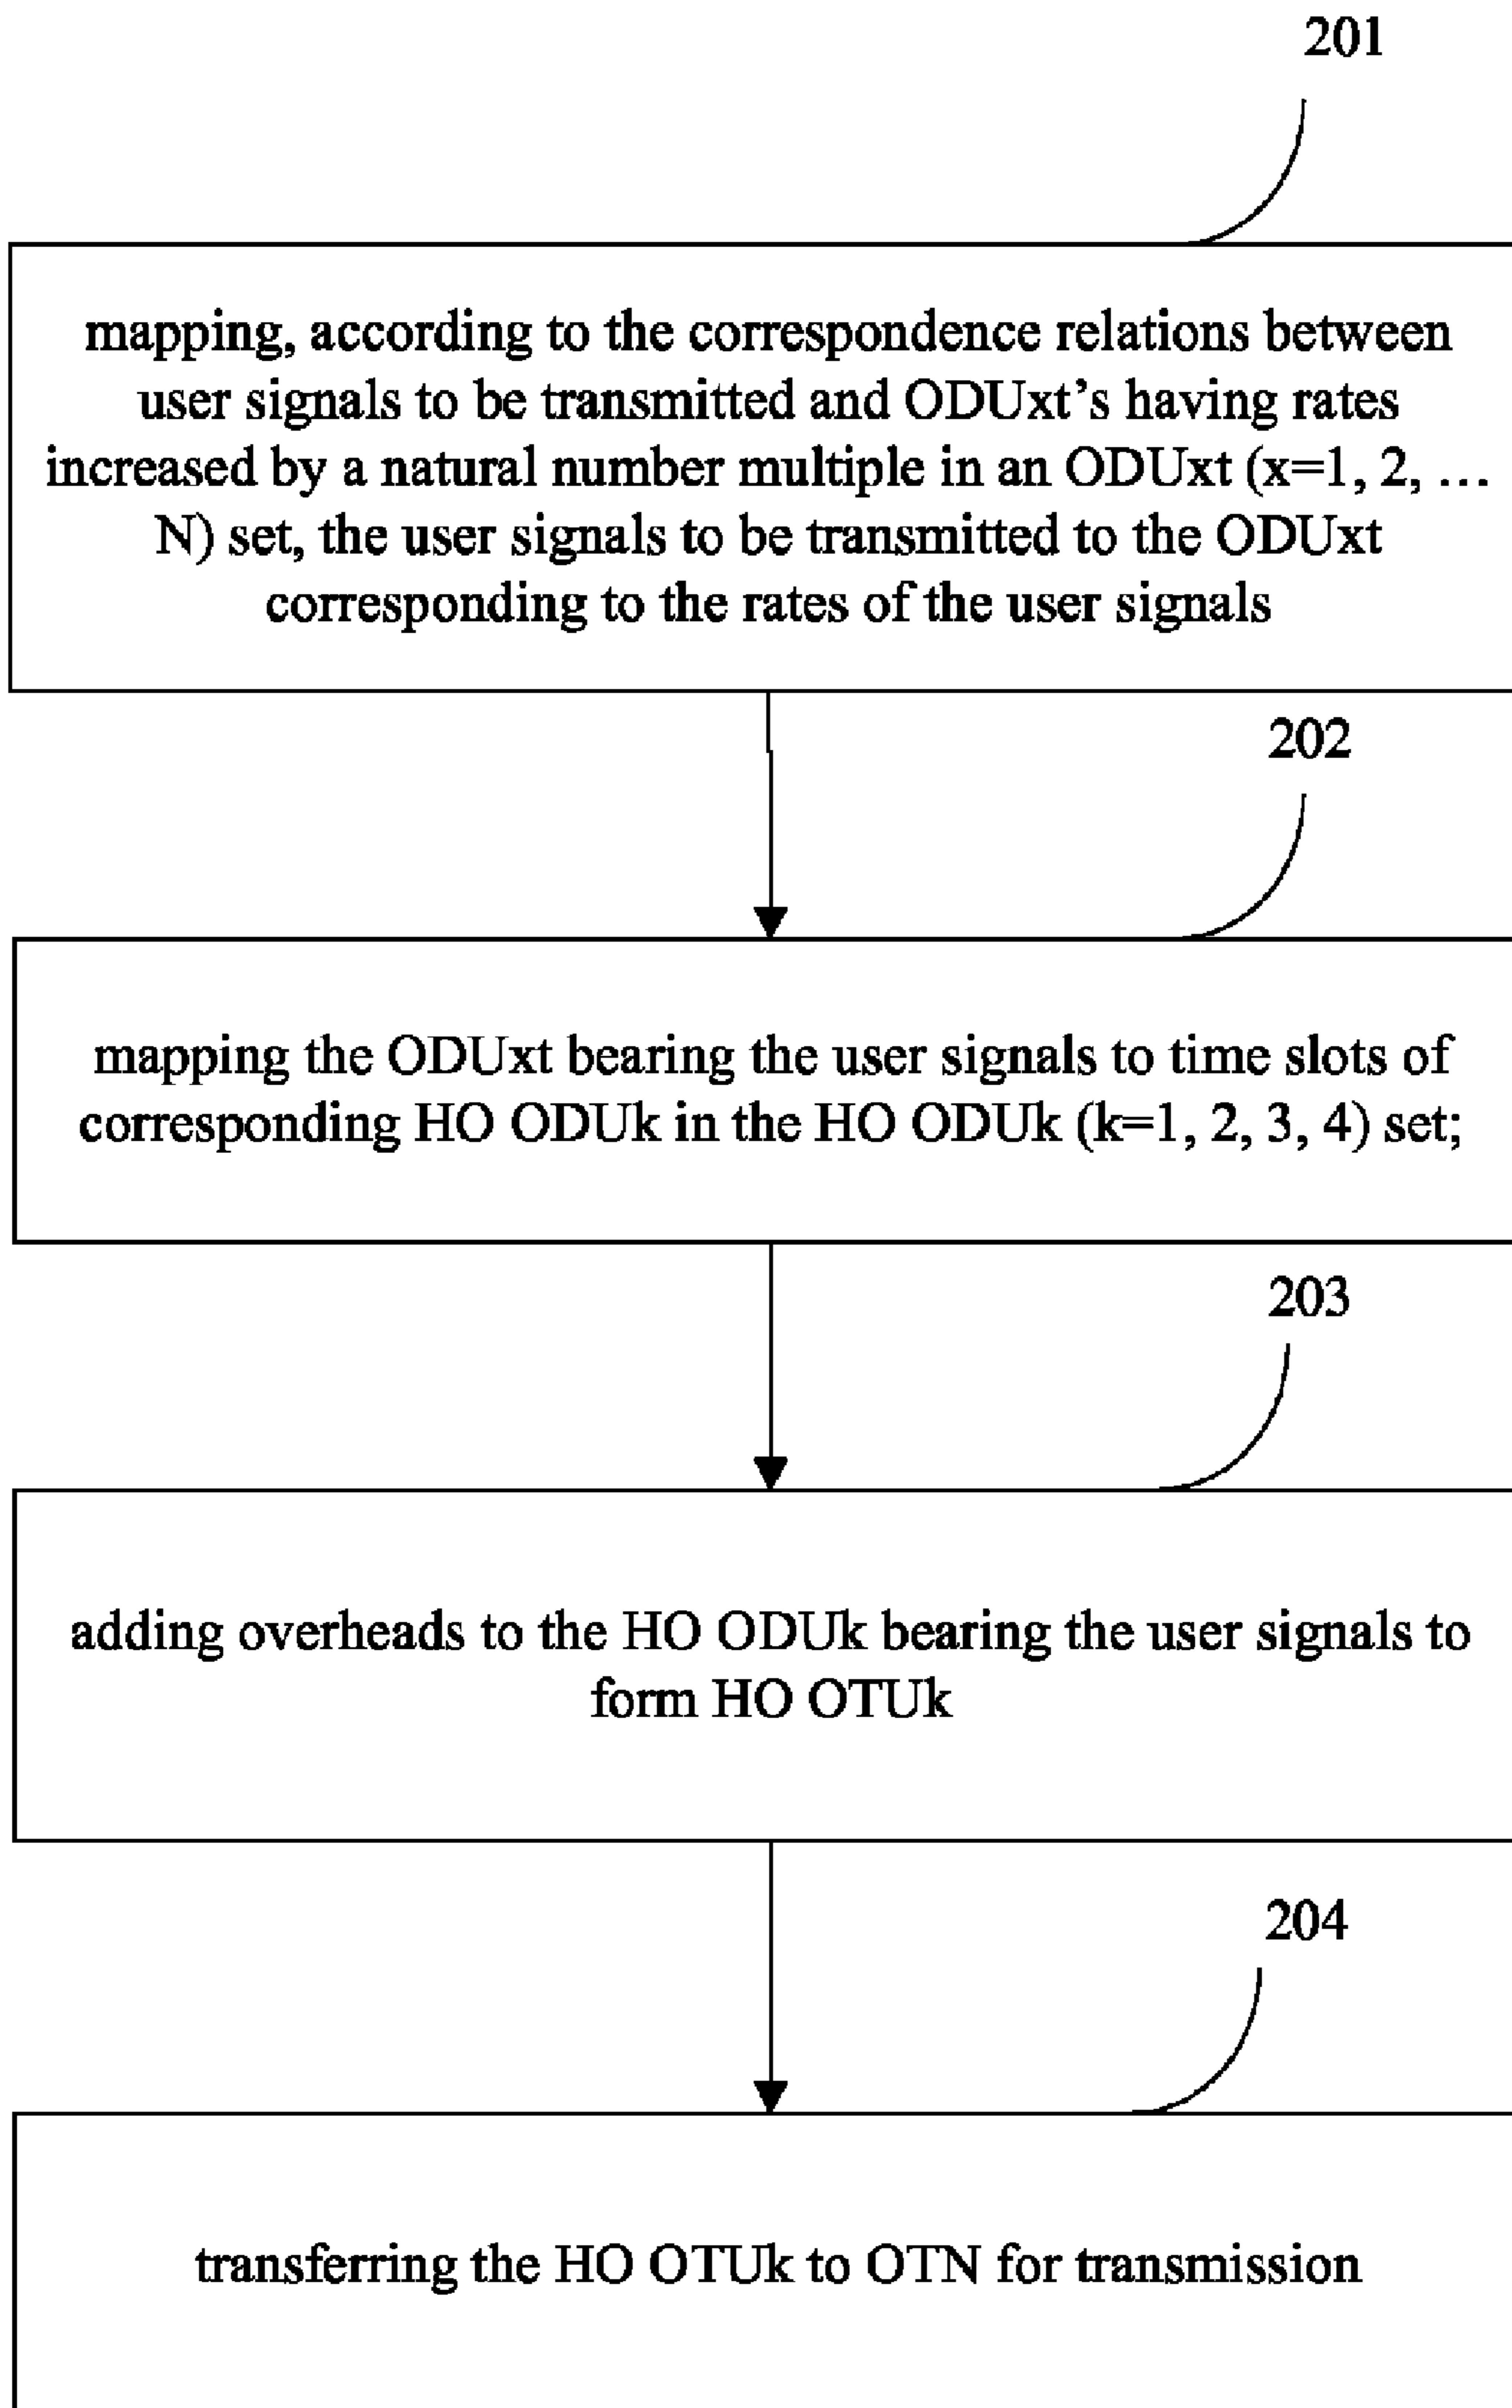 201
mapping, according to the correspondence relations between
user signals to be transmitted and ODUxt’s having rates
increased by a natural number multiple in an ODUxt (x=1, 2, …
N) set, the user signals to be transmitted to the ODUxt
corresponding to the rates of the user signals
202
mapping the ODUxt bearing the user signals to time slots of
corresponding HO ODUk in the HO ODUk (k=1, 2, 3, 4) set;
203
adding overheads to the HO ODUk bearing the user signals to
form HO OTUk
204
transferring the HO OTUk to OTN for transmission